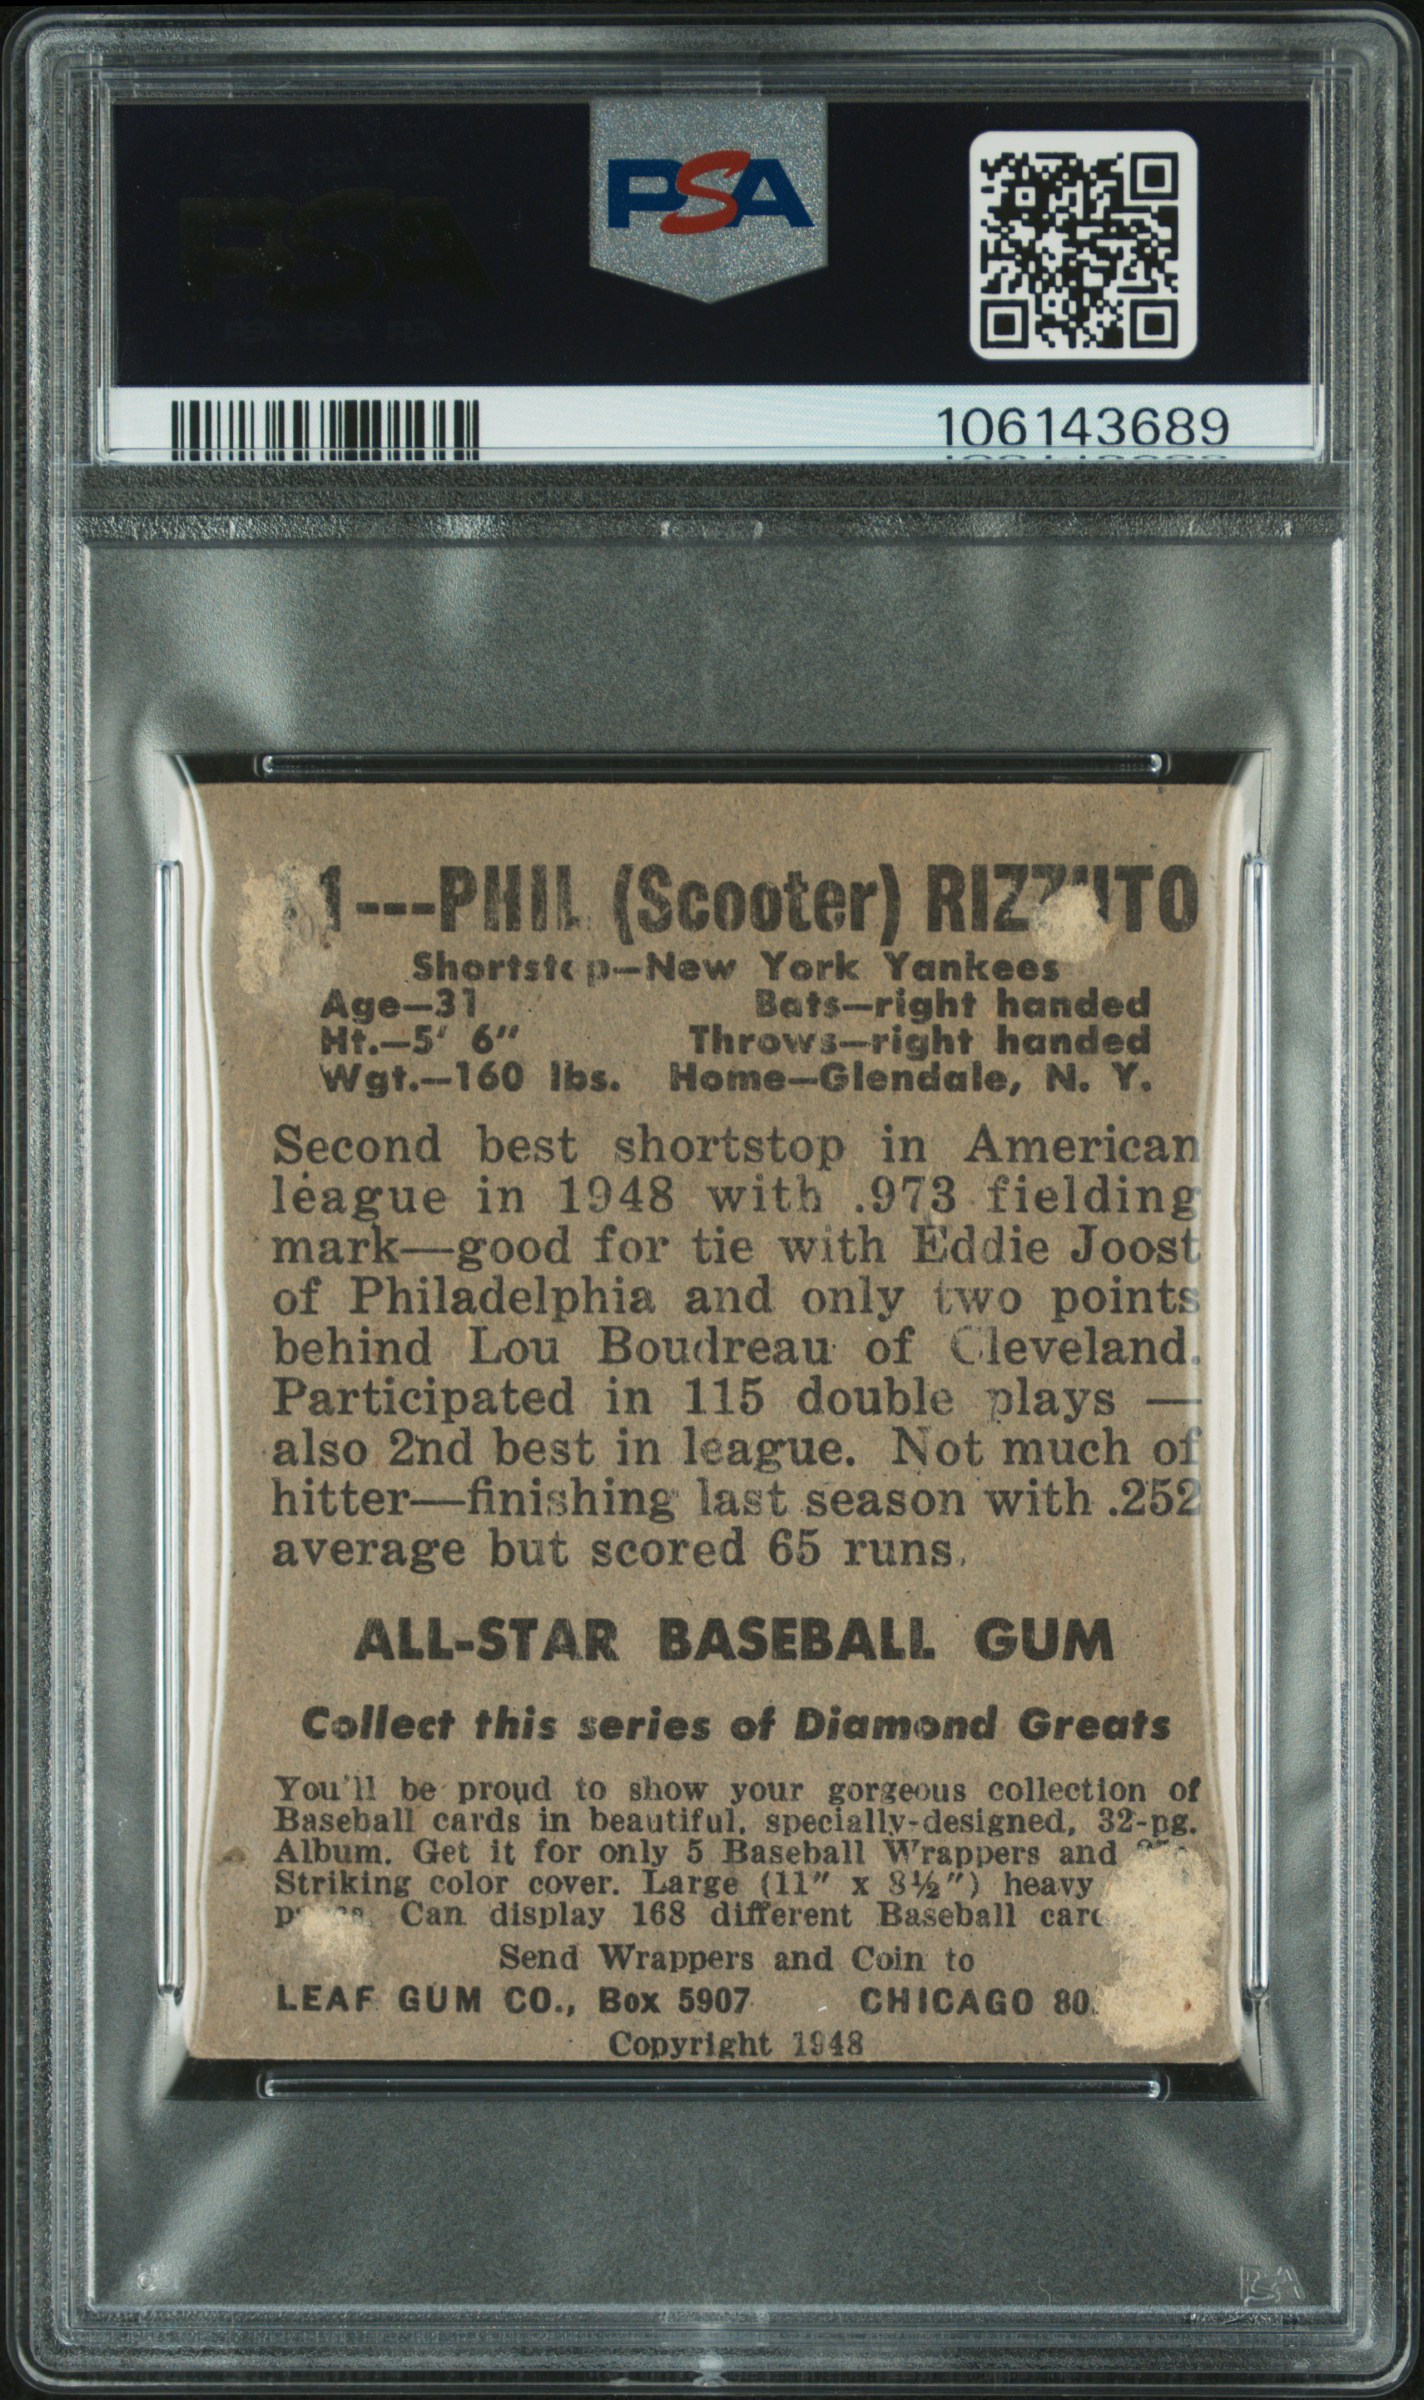 PSA
106143689
1---PHIL (Scooter) RIZZUTO
Shortstop—New York Yankees
Age—31 Bats—right handed
Ht.—5' 6" Throws—right handed
Wgt.—160 lbs. Home—Glendale, N. Y.
Second best shortstop in American
league in 1948 with .973 fielding
mark—good for tie with Eddie Joost
of Philadelphia and only two points
behind Lou Boudreau of Cleveland.
Participated in 115 double plays —
also 2nd best in league. Not much of
hitter—finishing last season with .252
average but scored 65 runs.
ALL-STAR BASEBALL GUM
Collect this series of Diamond Greats
You'll be proud to show your gorgeous collection of
Baseball cards in beautiful, specially-designed, 32-pg.
Album. Get it for only 5 Baseball Wrappers and
Striking color cover. Large (11" x 8½") heavy
Can display 168 different Baseball
Send Wrappers and Coin to
LEAF GUM CO., Box 5907 CHICAGO 80,
Copyright 1948
PSA